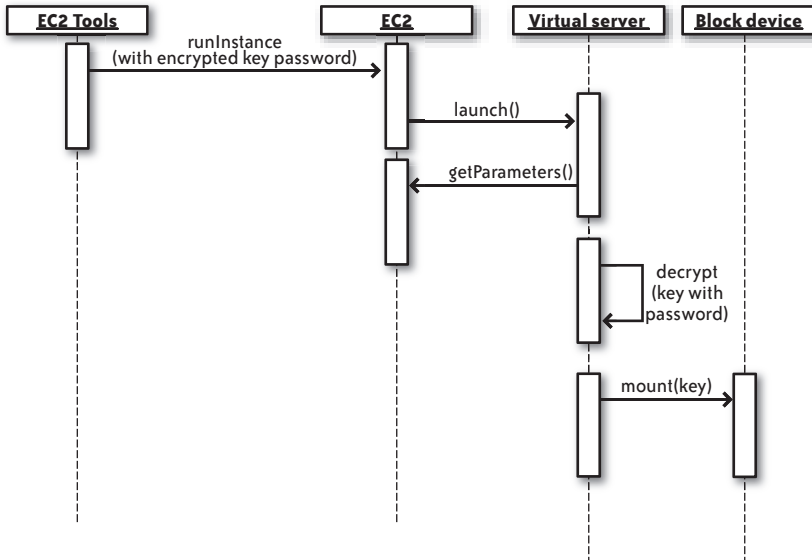 EC2 Tools
EC2
Virtual server
Block device
runInstance
(with encrypted key password)
launch()
getParameters()
decrypt
(key with
password)
mount(key)